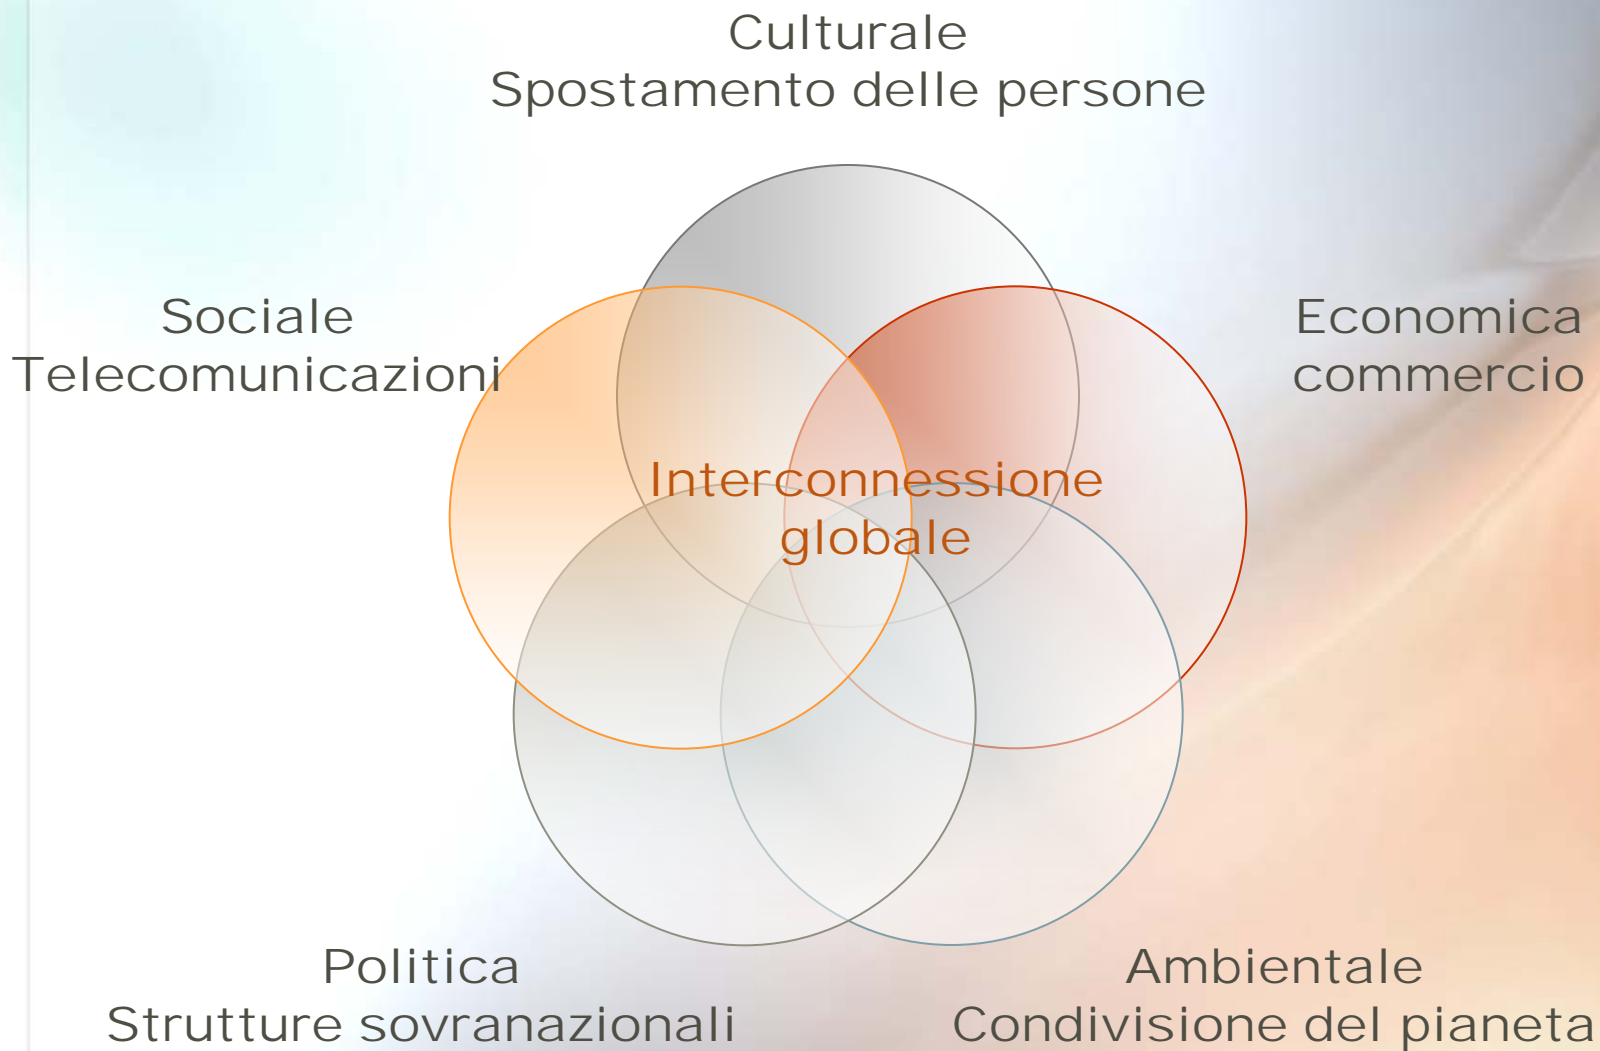 Culturale
Spostamento delle persone
Sociale
Telecomunicazioni
Economica
commercio
Interconnessione
globale
Politica
Strutture sovranazionali
Ambientale
Condivisione del pianeta